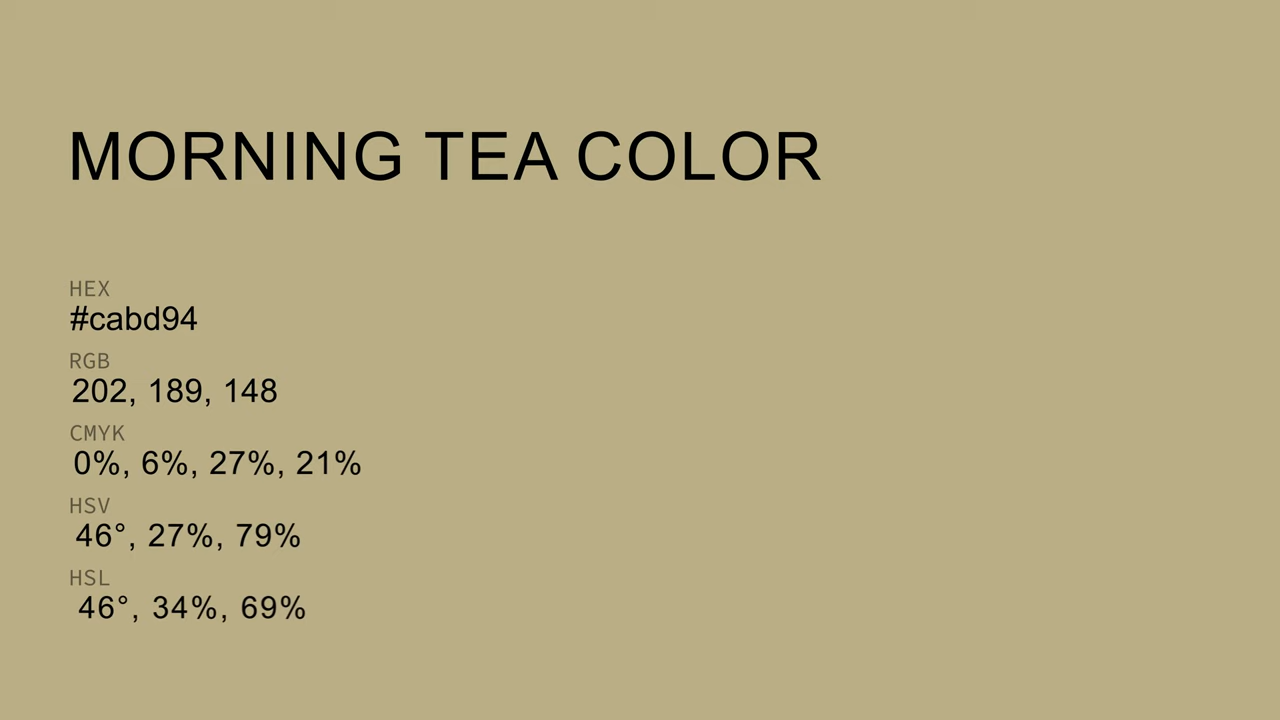 MORNING TEA COLOR
HEX
#cabd94
RGB
202, 189, 148
CMYK
0%, 6%, 27%, 21%
HSV
46°, 27%, 79%
HSL
46°, 34%, 69%